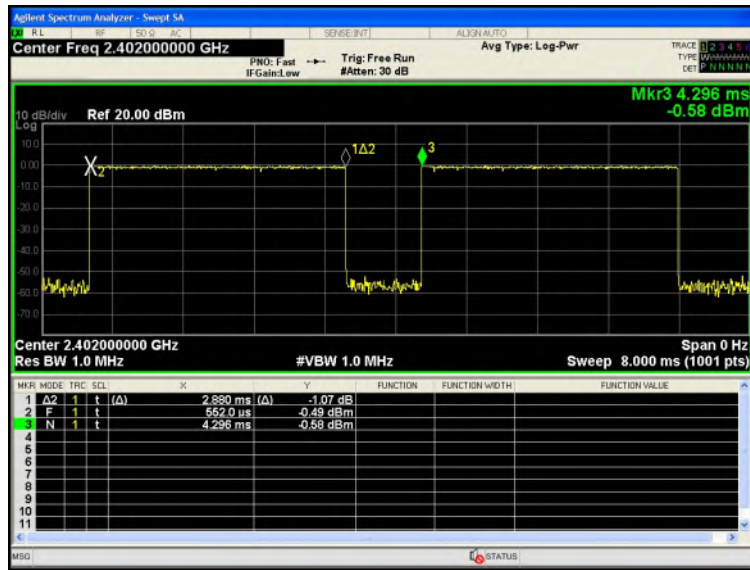 Agilent Spectrum Analyzer - Swept SA
RL RF 50 Ω AC SENSE:INT ALIGN AUTO
Center Freq 2.402000000 GHz Avg Type: Log-Pwr TRACE 1 2 3 4 5
PNO: Fast Trig: Free Run TYPE
IFGain:Low #Atten: 30 dB DET P N N N N
Mkr3 4.296 ms
10 dB/div Ref 20.00 dBm -0.58 dBm
Log
10.0
1Δ2 3
0.00
X2
-10.0
-20.0
-30.0
-40.0
-50.0
-60.0
-70.0
Center 2.402000000 GHz Span 0 Hz
Res BW 1.0 MHz #VBW 1.0 MHz Sweep 8.000 ms (1001 pts)
MKR MODE TRC SCL X Y FUNCTION FUNCTION WIDTH FUNCTION VALUE
1 Δ2 1 t (Δ) 2.880 ms (Δ) -1.07 dB
2 F 1 t 552.0 µs -0.49 dBm
3 N 1 t 4.296 ms -0.58 dBm
4
5
6
7
8
9
10
11
MSG STATUS